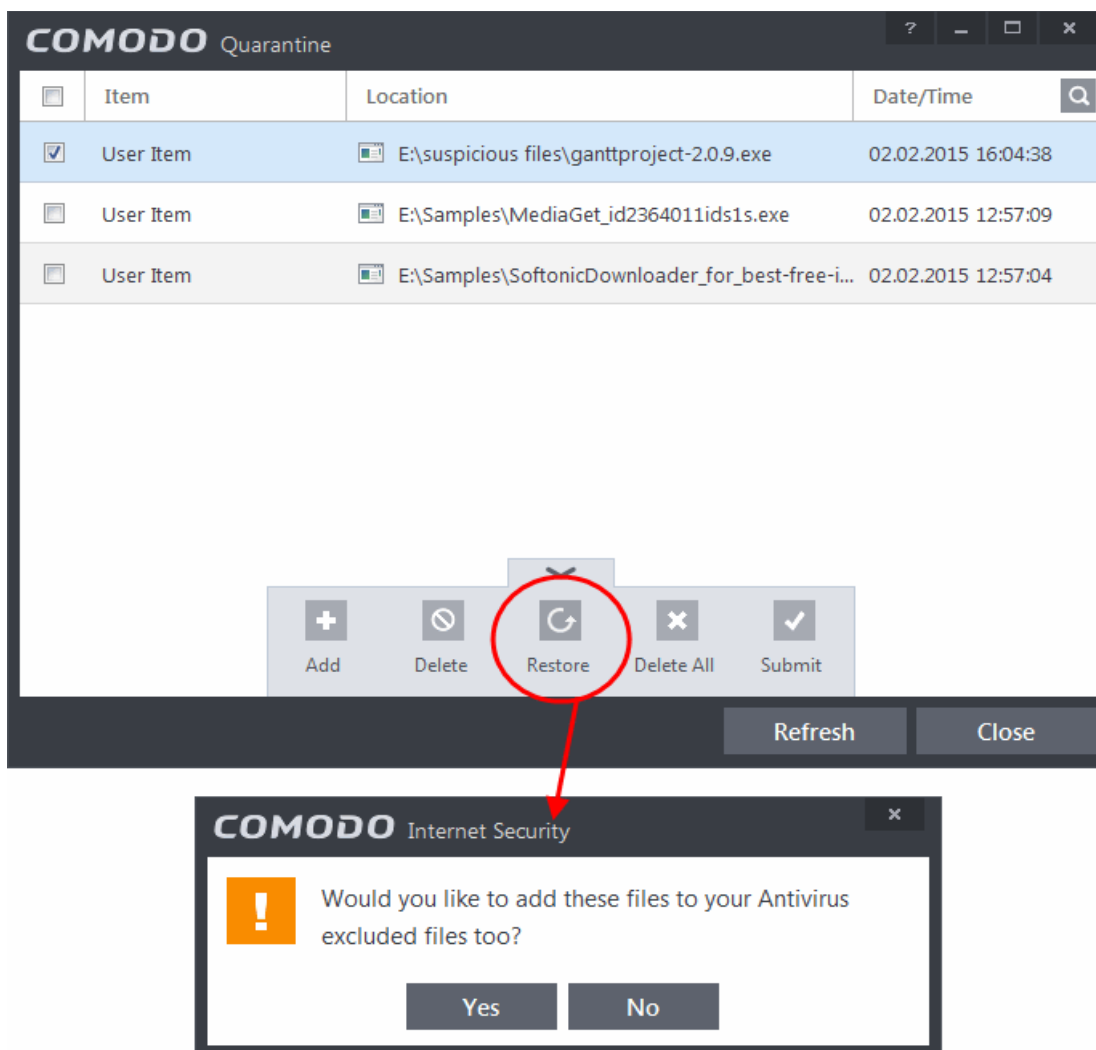 COMODO Quarantine
?
Item Location Date/Time
User Item E:\suspicious files\ganttproject-2.0.9.exe 02.02.2015 16:04:38
User Item E:\Samples\MediaGet_id2364011ids1s.exe 02.02.2015 12:57:09
User Item E:\Samples\SoftonicDownloader_for_best-free-i... 02.02.2015 12:57:04
Add Delete Restore Delete All Submit
Refresh Close
COMODO Internet Security
Would you like to add these files to your Antivirus
excluded files too?
Yes No